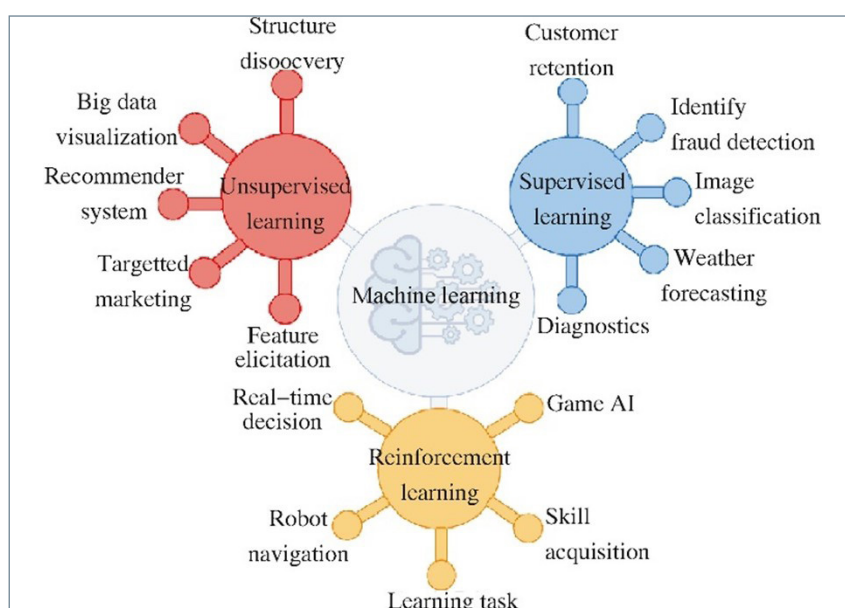 Structure
disoocvery
Big data
visualization
Recommender
system
Targetted
marketing
Feature
elicitation
Unsupervised
learning
Customer
retention
Identify
fraud detection
Image
classification
Weather
forecasting
Diagnostics
Supervised
learning
Machine learning
Real-time
decision
Game AI
Reinforcement
learning
Robot
navigation
Skill
acquisition
Learning task